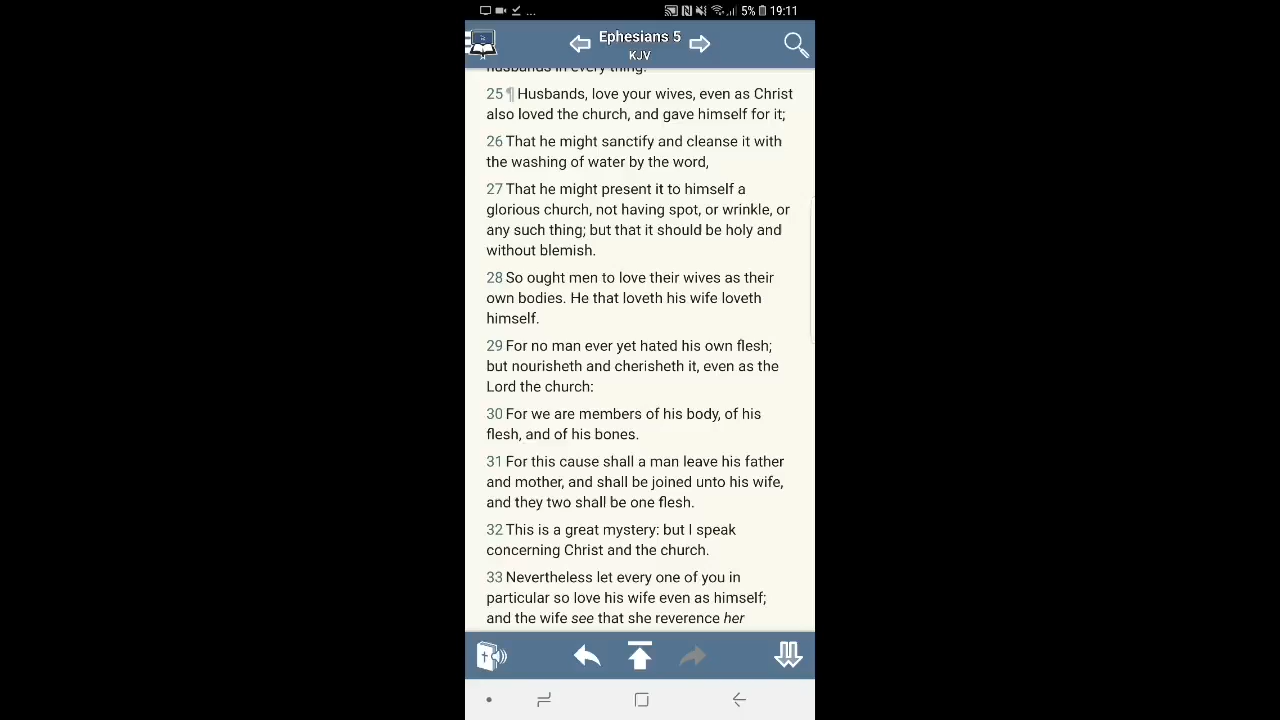 5% 19:11
Ephesians 5
KJV
husbands in every thing.
25 ¶ Husbands, love your wives, even as Christ
also loved the church, and gave himself for it;
26 That he might sanctify and cleanse it with
the washing of water by the word,
27 That he might present it to himself a
glorious church, not having spot, or wrinkle, or
any such thing; but that it should be holy and
without blemish.
28 So ought men to love their wives as their
own bodies. He that loveth his wife loveth
himself.
29 For no man ever yet hated his own flesh;
but nourisheth and cherisheth it, even as the
Lord the church:
30 For we are members of his body, of his
flesh, and of his bones.
31 For this cause shall a man leave his father
and mother, and shall be joined unto his wife,
and they two shall be one flesh.
32 This is a great mystery: but I speak
concerning Christ and the church.
33 Nevertheless let every one of you in
particular so love his wife even as himself;
and the wife see that she reverence her